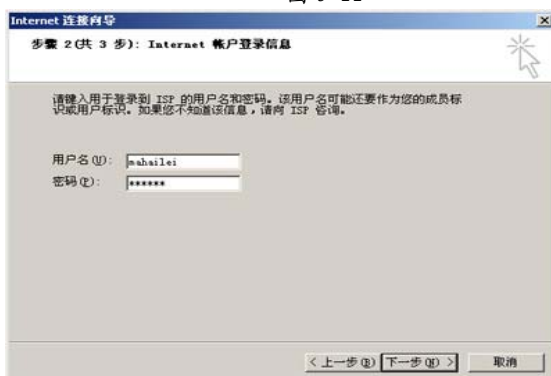 Internet 连接向导
步骤 2(共 3 步): Internet 帐户登录信息
请键入用于登录到 ISP 的用户名和密码。该用户名可能还要作为您的成员标
识或用户标识。如果您不知道该信息，请向 ISP 咨询。
用户名(U): mahailei
密码(P): ******
< 上一步(B) 下一步(N) > 取消